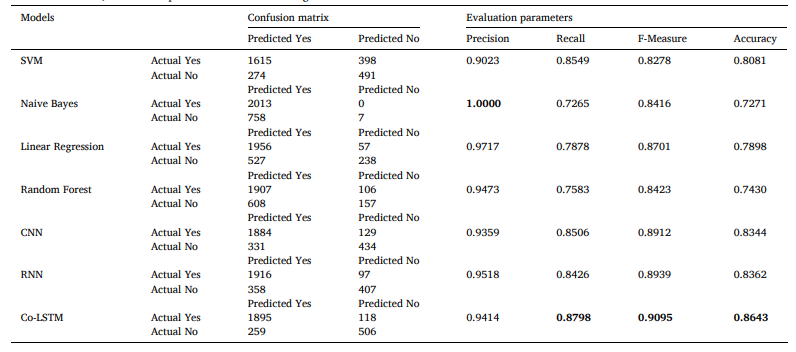 Models Confusion matrix Evaluation parameters
Predicted Yes Predicted No Precision Recall F-Measure Accuracy
SVM Actual Yes 1615 398 0.9023 0.8549 0.8278 0.8081
Actual No 274 491
Predicted Yes Predicted No
Naive Bayes Actual Yes 2013 0 1.0000 0.7265 0.8416 0.7271
Actual No 758 7
Predicted Yes Predicted No
Linear Regression Actual Yes 1956 57 0.9717 0.7878 0.8701 0.7898
Actual No 527 238
Predicted Yes Predicted No
Random Forest Actual Yes 1907 106 0.9473 0.7583 0.8423 0.7430
Actual No 608 157
Predicted Yes Predicted No
CNN Actual Yes 1884 129 0.9359 0.8506 0.8912 0.8344
Actual No 331 434
Predicted Yes Predicted No
RNN Actual Yes 1916 97 0.9518 0.8426 0.8939 0.8362
Actual No 358 407
Predicted Yes Predicted No
Co-LSTM Actual Yes 1895 118 0.9414 0.8798 0.9095 0.8643
Actual No 259 506